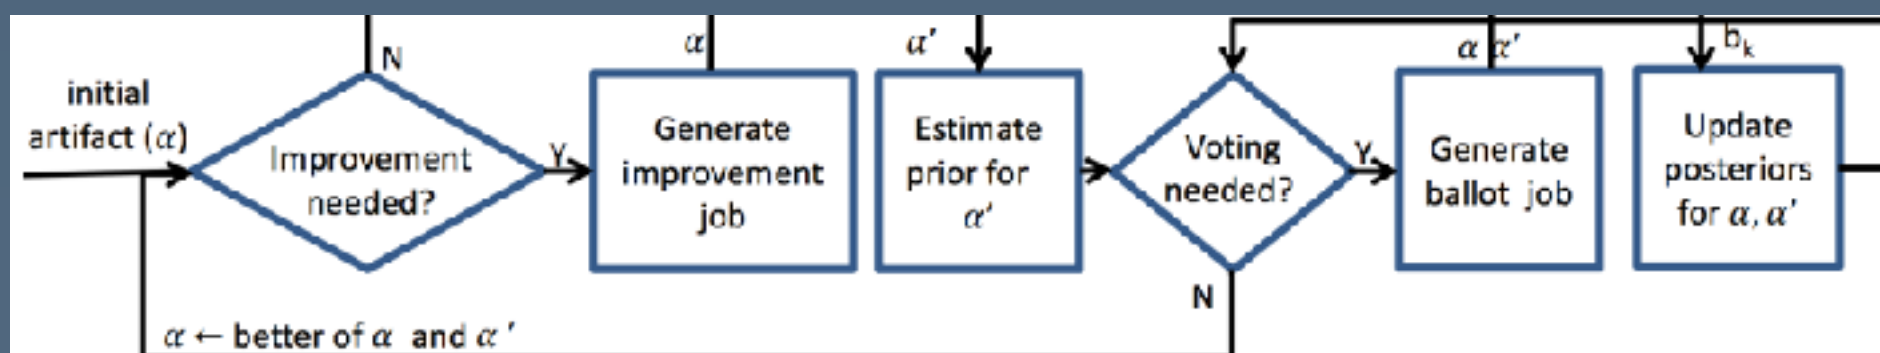 N
α
α′
α α′
b_k
initial
artifact (α)
Improvement
needed?
Y
Generate
improvement
job
Estimate
prior for
α′
Voting
needed?
Y
Generate
ballot job
Update
posteriors
for α, α′
N
α ← better of α and α′